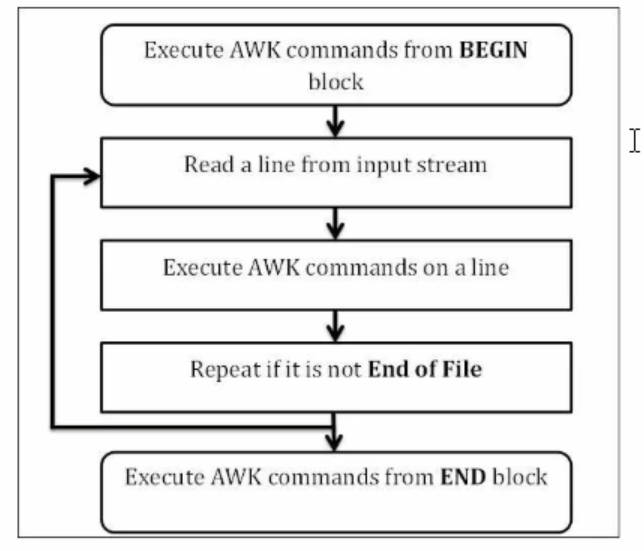 Execute AWK commands from BEGIN
block
Read a line from input stream
Execute AWK commands on a line
Repeat if it is not End of File
Execute AWK commands from END block